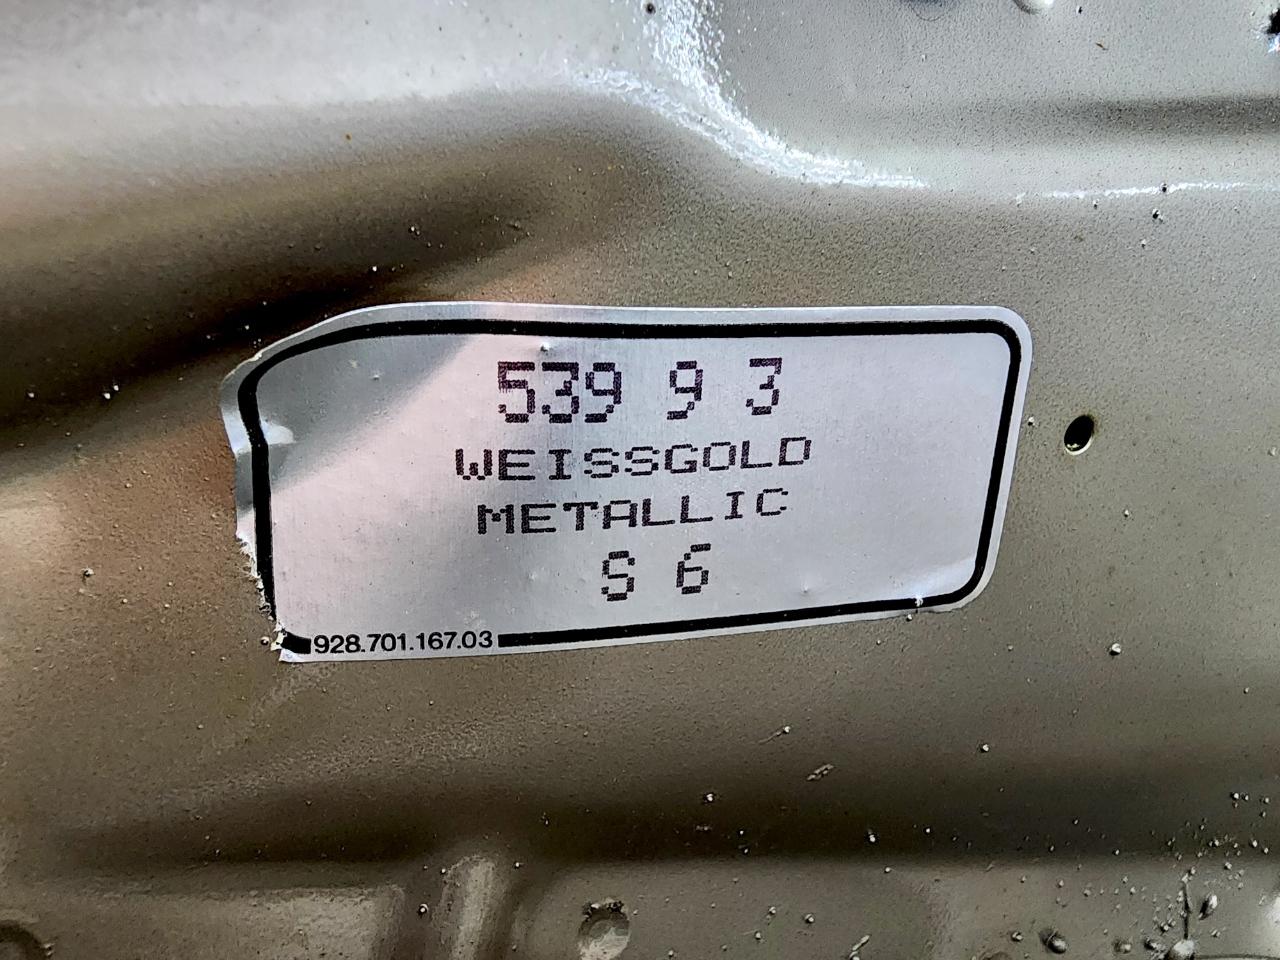 539 9 3
WEISSGOLD
METALLIC
S 6
928.701.167.03